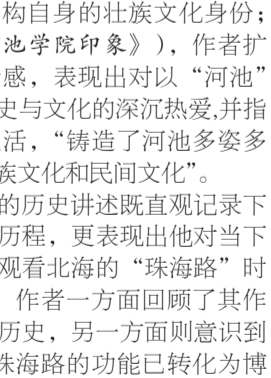 构自身的壮族文化身份；
池学院印象》），作者扩
感，表现出对以“河池”
史与文化的深沉热爱,并指
活，“铸造了河池多姿多
族文化和民间文化”。
的历史讲述既直观记录下
历程，更表现出他对当下
观看北海的“珠海路”时
作者一方面回顾了其作
历史，另一方面则意识到
珠海路的功能已转化为博